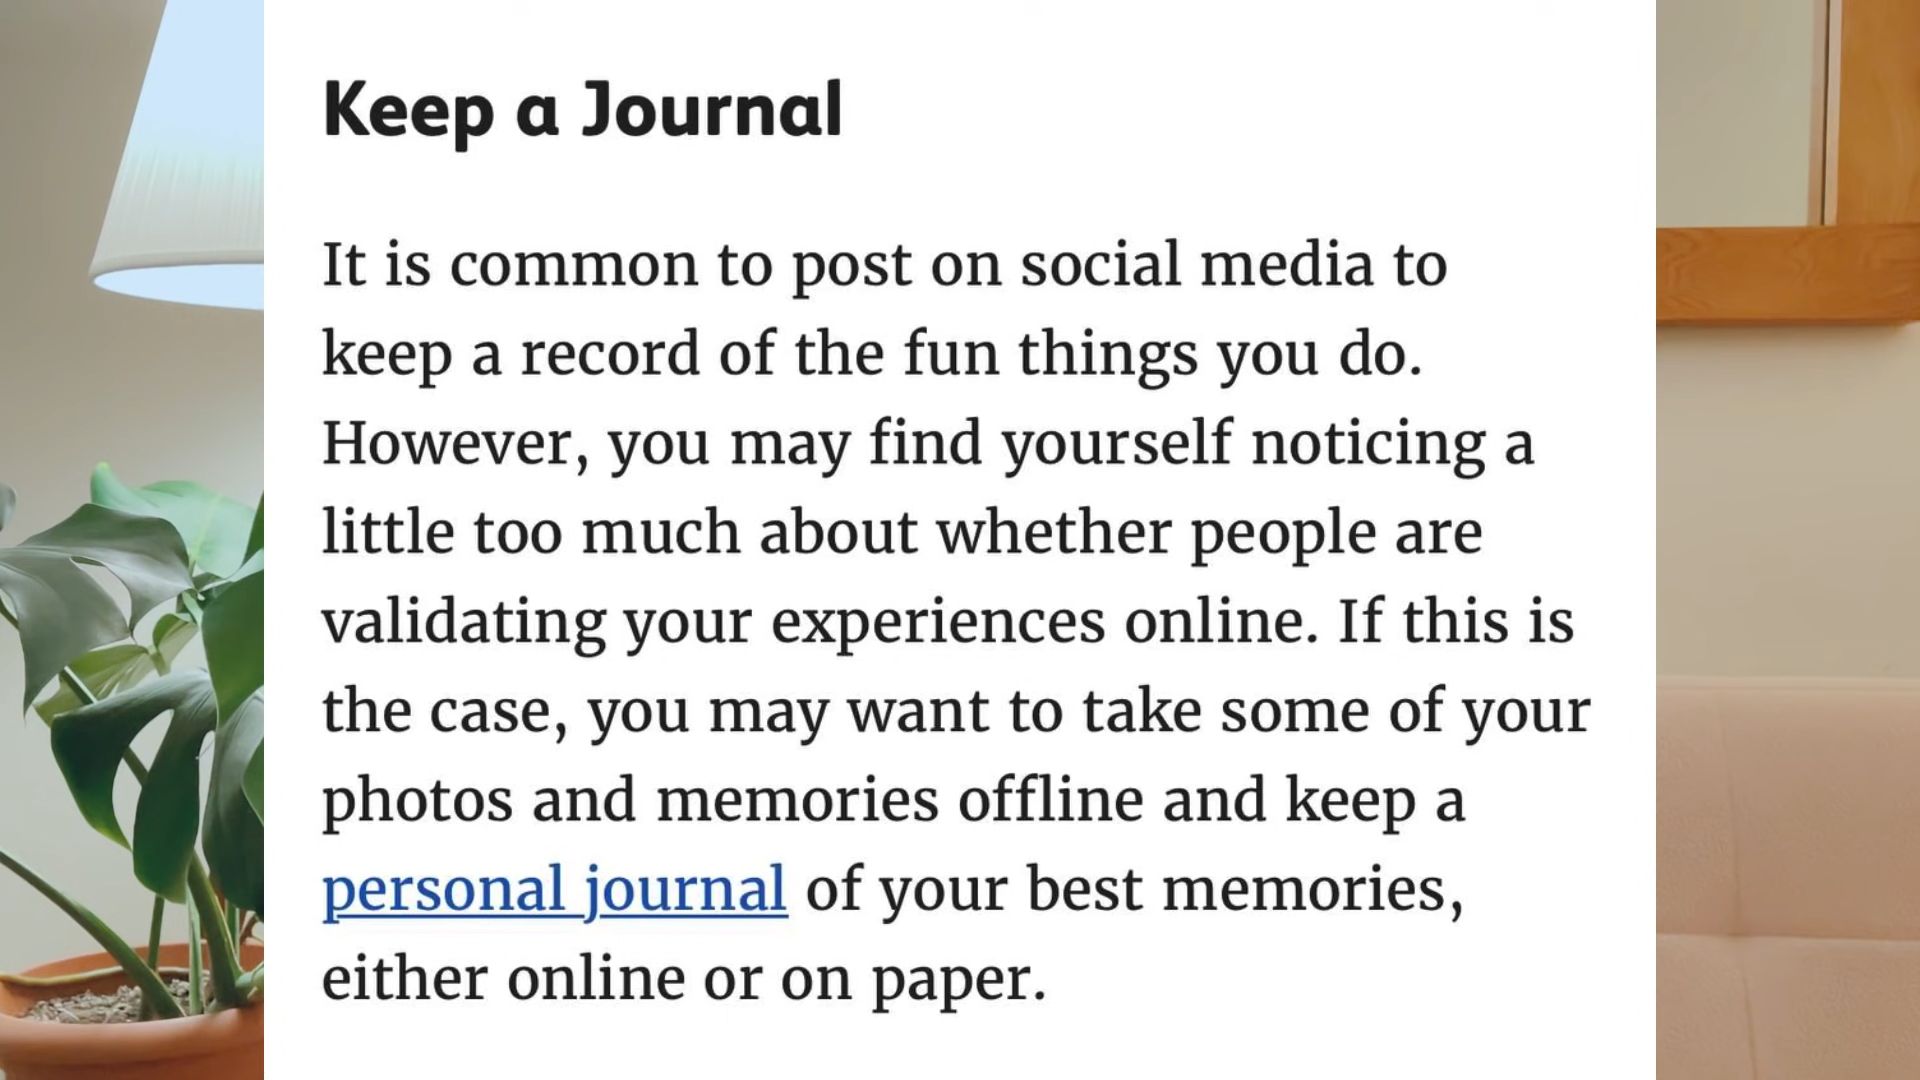 Keep a Journal
It is common to post on social media to
keep a record of the fun things you do.
However, you may find yourself noticing a
little too much about whether people are
validating your experiences online. If this is
the case, you may want to take some of your
photos and memories offline and keep a
personal journal of your best memories,
either online or on paper.